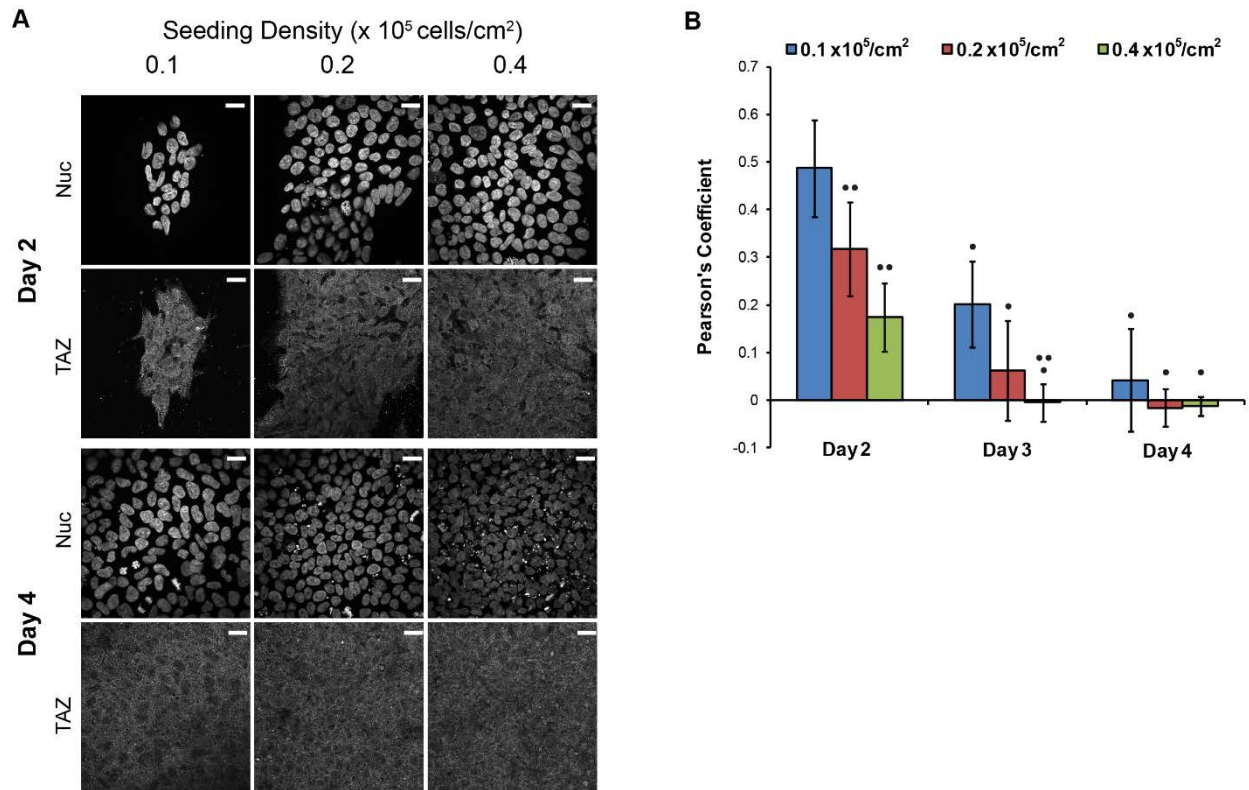 A
Seeding Density (x 10⁵ cells/cm²)
0.1 0.2 0.4
Day 2
Nuc
TAZ
Day 4
Nuc
TAZ
B
0.1 x10⁵/cm² 0.2 x10⁵/cm² 0.4 x10⁵/cm²
Pearson's Coefficient
0.7
0.6
0.5
0.4
0.3
0.2
0.1
0
-0.1
Day 2 Day 3 Day 4